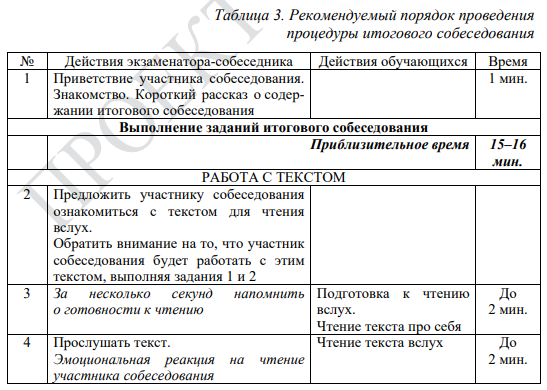 Таблица 3. Рекомендуемый порядок проведения
процедуры итогового собеседования
№ Действия экзаменатора-собеседника Действия обучающихся Время
1 Приветствие участника собеседования. 1 мин.
Знакомство. Короткий рассказ о содер-
жании итогового собеседования
Выполнение заданий итогового собеседования
Приблизительное время 15–16
мин.
РАБОТА С ТЕКСТОМ
2 Предложить участнику собеседования
ознакомиться с текстом для чтения
вслух.
Обратить внимание на то, что участник
собеседования будет работать с этим
текстом, выполняя задания 1 и 2
3 За несколько секунд напомнить Подготовка к чтению До
о готовности к чтению вслух. 2 мин.
Чтение текста про себя
4 Прослушать текст. Чтение текста вслух До
Эмоциональная реакция на чтение 2 мин.
участника собеседования
ПРОЕКТ